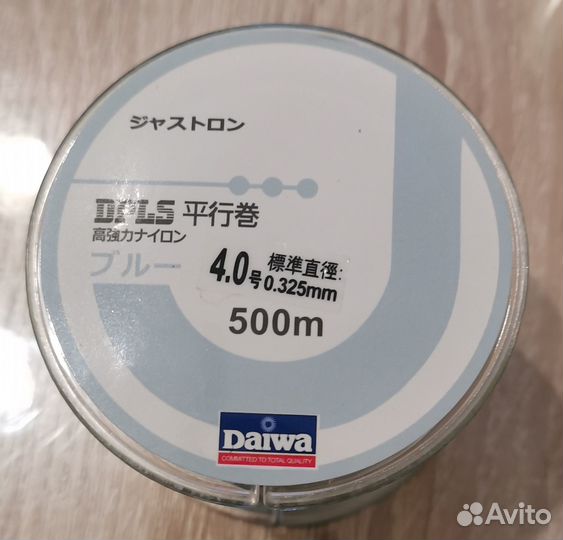 ジャストロン
DPLS 平行巻
高強力ナイロン
ブルー
4.0号 標準直徑:
0.325mm
500m
Daiwa
COMMITTED TO TOTAL QUALITY
Avito